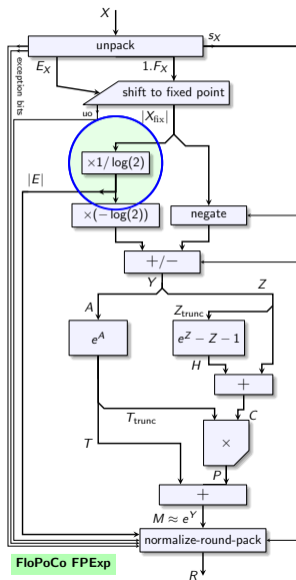 X
unpack
s_X
E_X
1.F_X
exception bits
shift to fixed point
ou
|X_fix|
×1/log(2)
|E|
×(−log(2))
negate
+/−
Y
Z
A
Z_trunc
e^A
e^Z − Z − 1
H
+
C
T_trunc
T
×
P
+
M ≈ e^Y
normalize-round-pack
FloPoCo FPExp
R